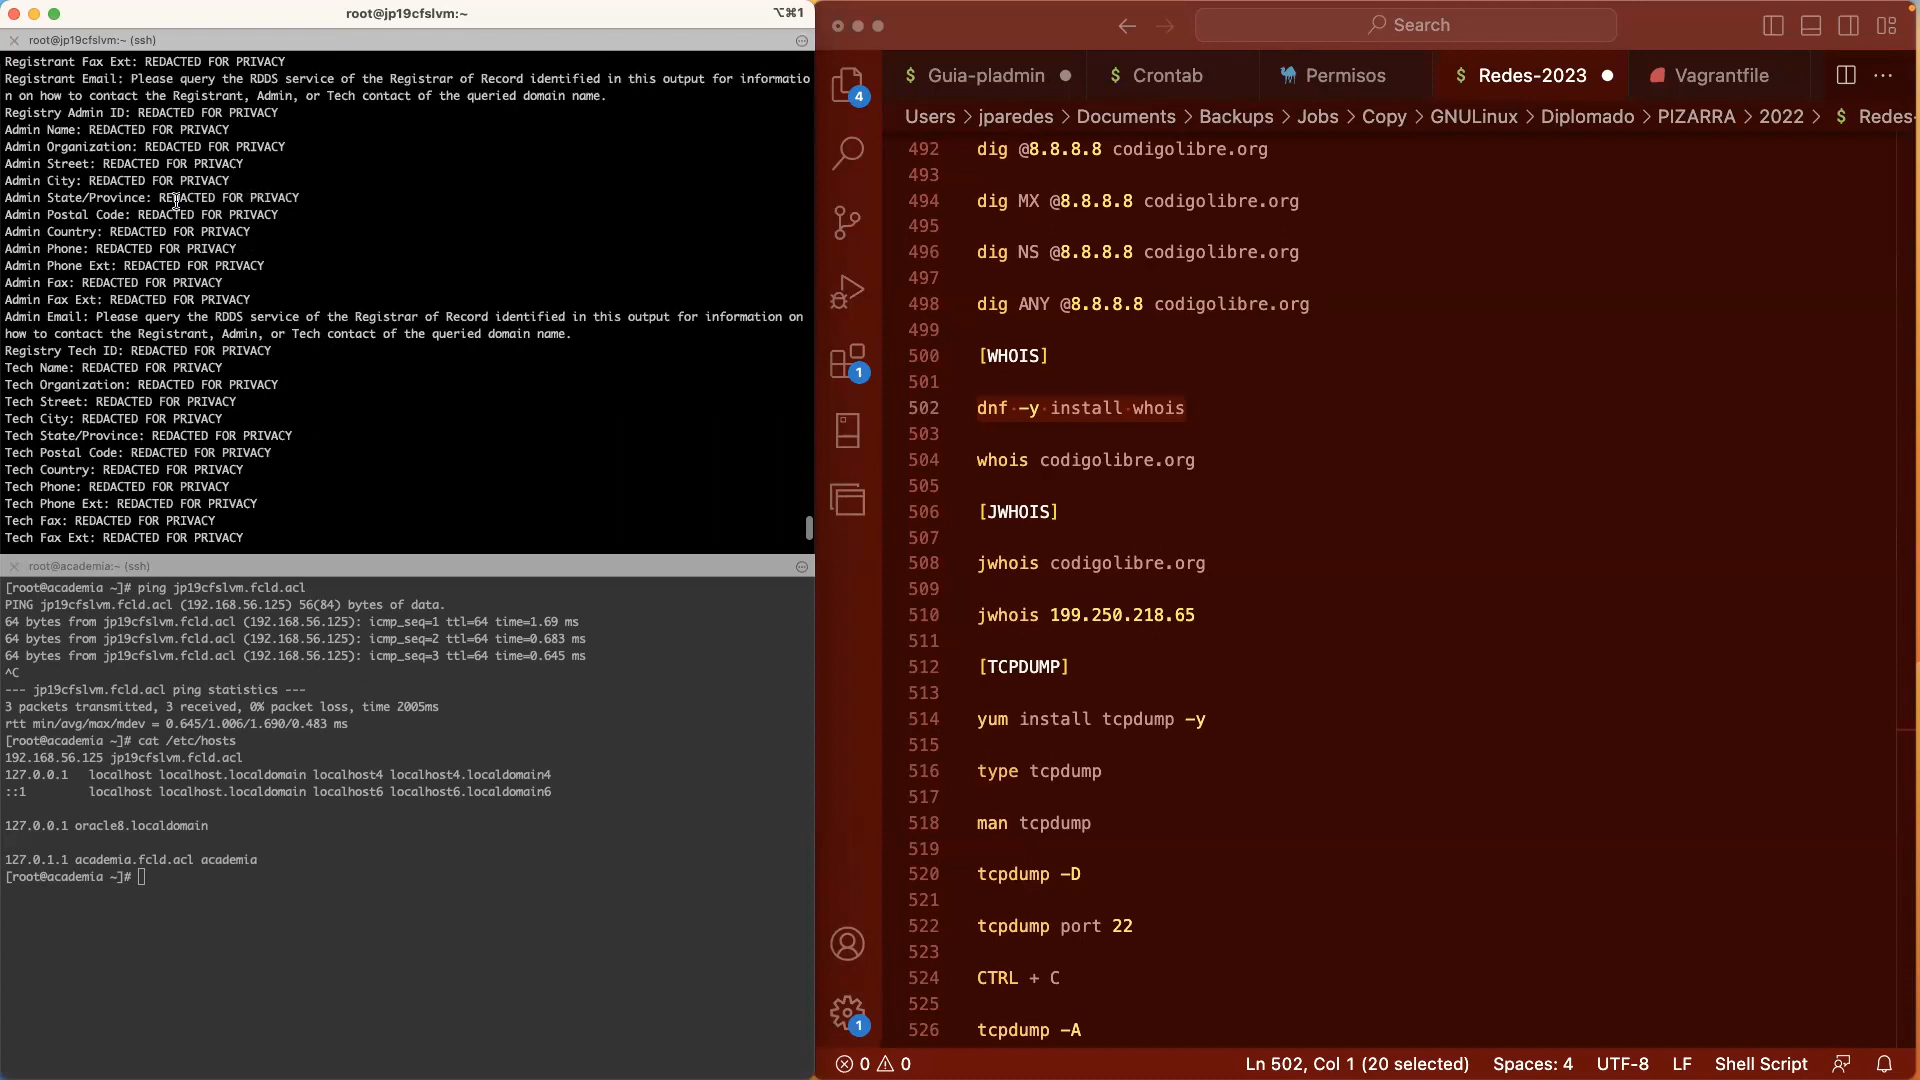 root@jp19cfslvm:~
⌥⌘1
root@jp19cfslvm:~ (ssh)
Registrant Fax Ext: REDACTED FOR PRIVACY
Registrant Email: Please query the RDDS service of the Registrar of Record identified in this output for informatio
n on how to contact the Registrant, Admin, or Tech contact of the queried domain name.
Registry Admin ID: REDACTED FOR PRIVACY
Admin Name: REDACTED FOR PRIVACY
Admin Organization: REDACTED FOR PRIVACY
Admin Street: REDACTED FOR PRIVACY
Admin City: REDACTED FOR PRIVACY
Admin State/Province: REDACTED FOR PRIVACY
Admin Postal Code: REDACTED FOR PRIVACY
Admin Country: REDACTED FOR PRIVACY
Admin Phone: REDACTED FOR PRIVACY
Admin Phone Ext: REDACTED FOR PRIVACY
Admin Fax: REDACTED FOR PRIVACY
Admin Fax Ext: REDACTED FOR PRIVACY
Admin Email: Please query the RDDS service of the Registrar of Record identified in this output for information on
how to contact the Registrant, Admin, or Tech contact of the queried domain name.
Registry Tech ID: REDACTED FOR PRIVACY
Tech Name: REDACTED FOR PRIVACY
Tech Organization: REDACTED FOR PRIVACY
Tech Street: REDACTED FOR PRIVACY
Tech City: REDACTED FOR PRIVACY
Tech State/Province: REDACTED FOR PRIVACY
Tech Postal Code: REDACTED FOR PRIVACY
Tech Country: REDACTED FOR PRIVACY
Tech Phone: REDACTED FOR PRIVACY
Tech Phone Ext: REDACTED FOR PRIVACY
Tech Fax: REDACTED FOR PRIVACY
Tech Fax Ext: REDACTED FOR PRIVACY
root@academia:~ (ssh)
[root@academia ~]# ping jp19cfslvm.fcld.acl
PING jp19cfslvm.fcld.acl (192.168.56.125) 56(84) bytes of data.
64 bytes from jp19cfslvm.fcld.acl (192.168.56.125): icmp_seq=1 ttl=64 time=1.69 ms
64 bytes from jp19cfslvm.fcld.acl (192.168.56.125): icmp_seq=2 ttl=64 time=0.683 ms
64 bytes from jp19cfslvm.fcld.acl (192.168.56.125): icmp_seq=3 ttl=64 time=0.645 ms
^C
--- jp19cfslvm.fcld.acl ping statistics ---
3 packets transmitted, 3 received, 0% packet loss, time 2005ms
rtt min/avg/max/mdev = 0.645/1.006/1.690/0.483 ms
[root@academia ~]# cat /etc/hosts
192.168.56.125 jp19cfslvm.fcld.acl
127.0.0.1   localhost localhost.localdomain localhost4 localhost4.localdomain4
::1         localhost localhost.localdomain localhost6 localhost6.localdomain6
127.0.0.1 oracle8.localdomain
127.0.1.1 academia.fcld.acl academia
[root@academia ~]#
Search
4
1
1
$ Guia-pladmin
$ Crontab
Permisos
$ Redes-2023
Vagrantfile
Users > jparedes > Documents > Backups > Jobs > Copy > GNULinux > Diplomado > PIZARRA > 2022 > $ Redes-
492 dig @8.8.8.8 codigolibre.org
493
494 dig MX @8.8.8.8 codigolibre.org
495
496 dig NS @8.8.8.8 codigolibre.org
497
498 dig ANY @8.8.8.8 codigolibre.org
499
500 [WHOIS]
501
502 dnf -y install whois
503
504 whois codigolibre.org
505
506 [JWHOIS]
507
508 jwhois codigolibre.org
509
510 jwhois 199.250.218.65
511
512 [TCPDUMP]
513
514 yum install tcpdump -y
515
516 type tcpdump
517
518 man tcpdump
519
520 tcpdump -D
521
522 tcpdump port 22
523
524 CTRL + C
525
526 tcpdump -A
0 0
Ln 502, Col 1 (20 selected)
Spaces: 4
UTF-8
LF
Shell Script